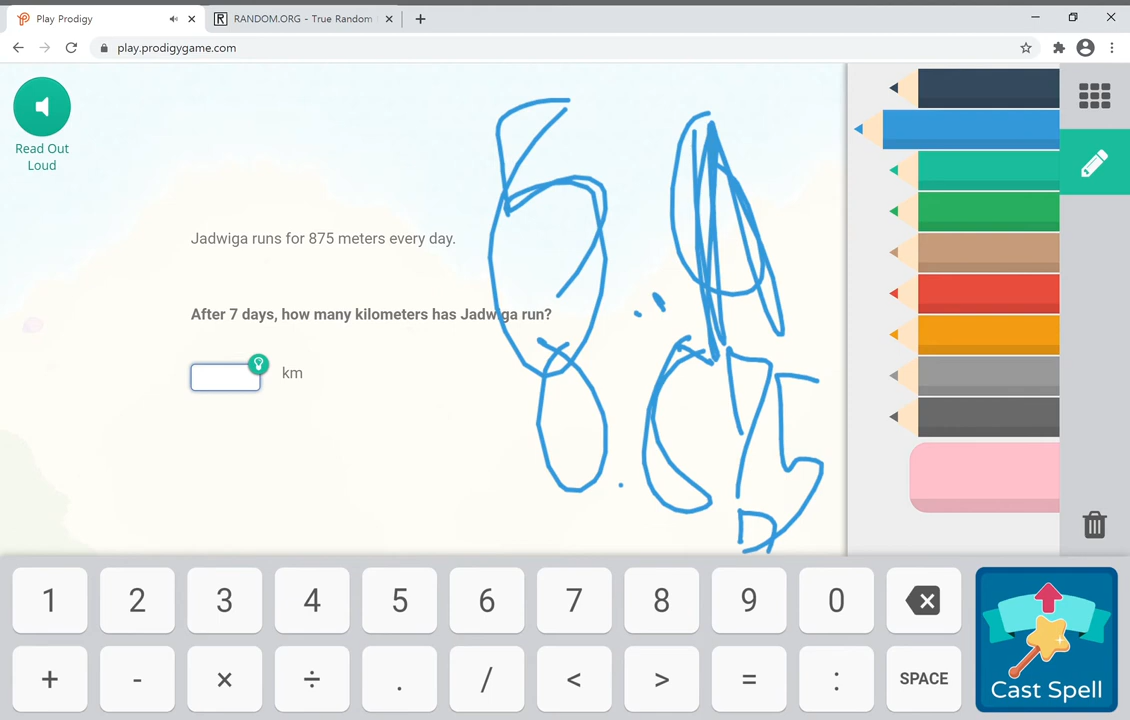 Play Prodigy
RANDOM.ORG - True Random
play.prodigygame.com
Read Out
Loud
Jadwiga runs for 875 meters every day.
After 7 days, how many kilometers has Jadwiga run?
km
1 2 3 4 5 6 7 8 9 0
+ - × ÷ . / < > = : SPACE
Cast Spell